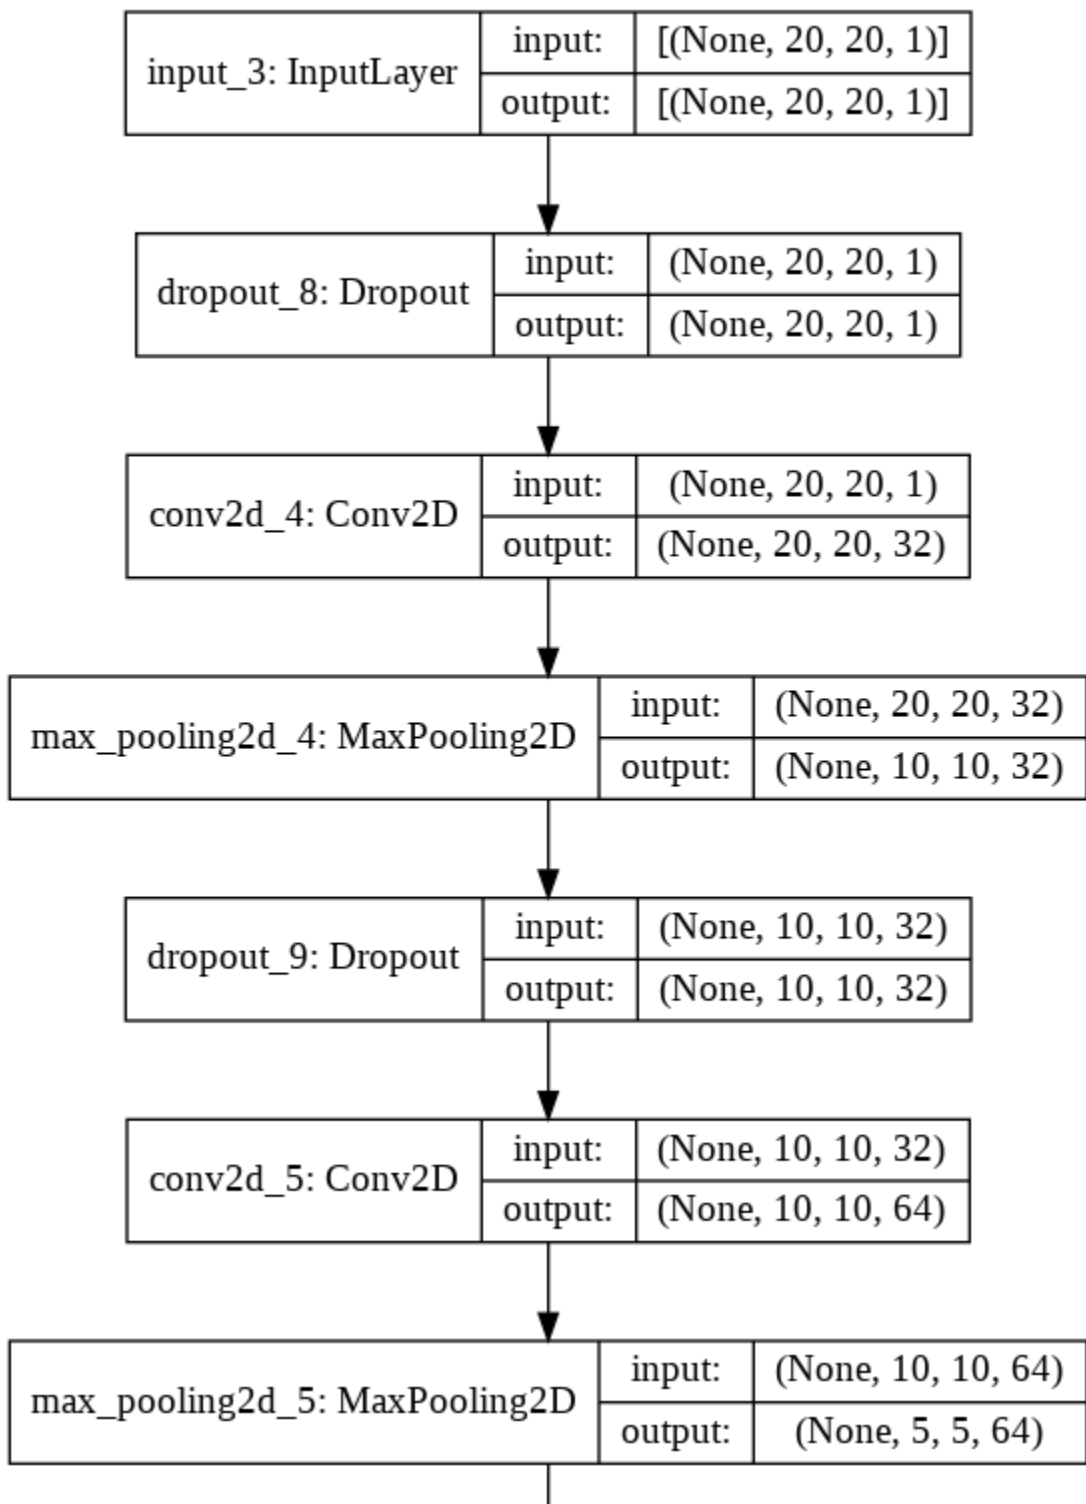 input_3: InputLayer
input: [(None, 20, 20, 1)]
output: [(None, 20, 20, 1)]
dropout_8: Dropout
input: (None, 20, 20, 1)
output: (None, 20, 20, 1)
conv2d_4: Conv2D
input: (None, 20, 20, 1)
output: (None, 20, 20, 32)
max_pooling2d_4: MaxPooling2D
input: (None, 20, 20, 32)
output: (None, 10, 10, 32)
dropout_9: Dropout
input: (None, 10, 10, 32)
output: (None, 10, 10, 32)
conv2d_5: Conv2D
input: (None, 10, 10, 32)
output: (None, 10, 10, 64)
max_pooling2d_5: MaxPooling2D
input: (None, 10, 10, 64)
output: (None, 5, 5, 64)